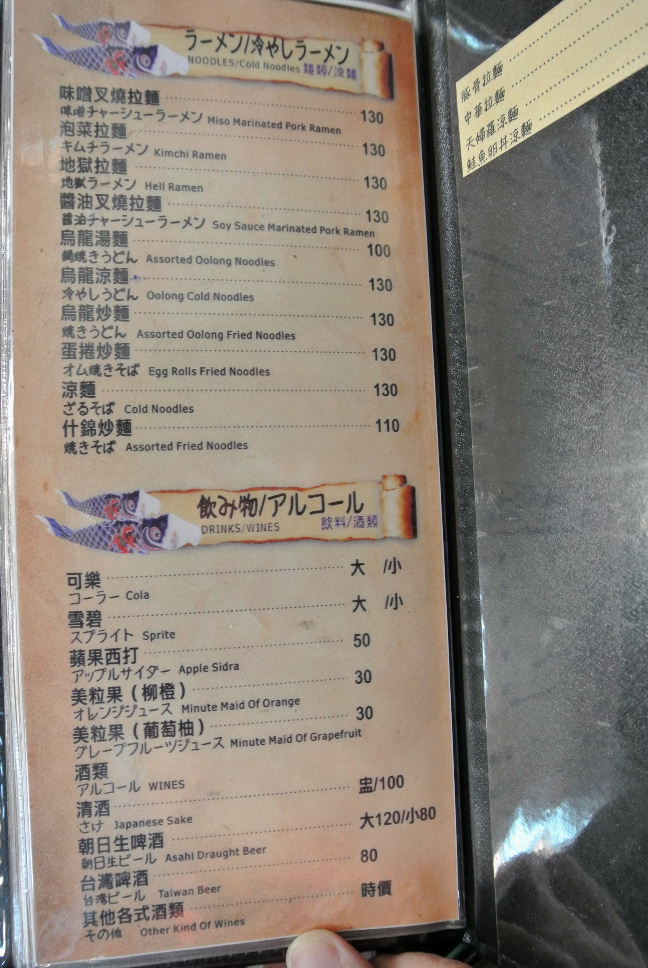 ラーメン/冷やしラーメン
NOODLES/Cold Noodles 麵類/涼麵
味噌叉燒拉麵 130
味噌チャーシューラーメン Miso Marinated Pork Ramen
泡菜拉麵 130
キムチラーメン Kimchi Ramen
地獄拉麵 130
地獄ラーメン Hell Ramen
醬油叉燒拉麵 130
醤油チャーシューラーメン Soy Sauce Marinated Pork Ramen
烏龍湯麵 100
鍋焼きうどん Assorted Oolong Noodles
烏龍涼麵 130
冷やしうどん Oolong Cold Noodles
烏龍炒麵 130
焼きうどん Assorted Oolong Fried Noodles
蛋捲炒麵 130
オム焼きそば Egg Rolls Fried Noodles
涼麵 130
ざるそば Cold Noodles
什錦炒麵 110
焼きそば Assorted Fried Noodles
飲み物/アルコール
DRINKS/WINES 飲料/酒類
可樂 大 /小
コーラー Cola
雪碧 大 /小
スプライト Sprite
蘋果西打 50
アップルサイター Apple Sidra
美粒果(柳橙) 30
オレンジジュース Minute Maid Of Orange
美粒果(葡萄柚) 30
グレープフルーツジュース Minute Maid Of Grapefruit
酒類
アルコール WINES
清酒 盅/100
さけ Japanese Sake
朝日生啤酒 大120/小80
朝日生ビール Asahi Draught Beer
台灣啤酒 80
台湾ビール Taiwan Beer
其他各式酒類 時價
その他 Other Kind Of Wines
豚骨拉麵
中華拉麵
天婦羅涼麵
鮭魚明丼涼麵